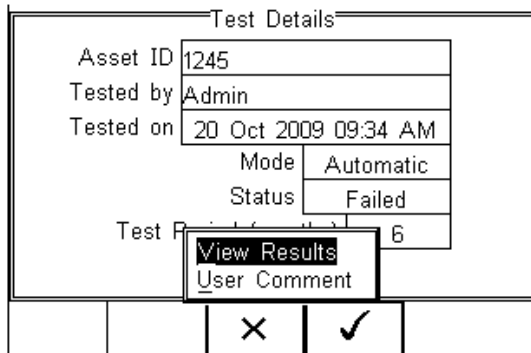 Test Details
Asset ID 1245
Tested by Admin
Tested on 20 Oct 2009 09:34 AM
Mode Automatic
Status Failed
Test 6
View Results
User Comment